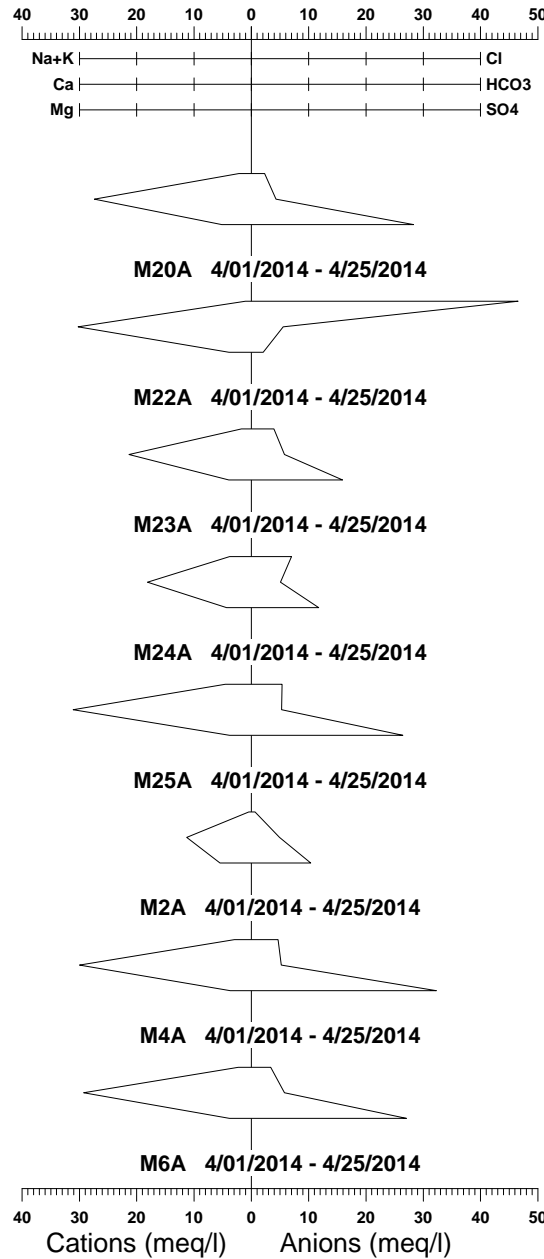 40 30 20 10 0 10 20 30 40 50
Na+K Cl
Ca HCO3
Mg SO4
M20A 4/01/2014 - 4/25/2014
M22A 4/01/2014 - 4/25/2014
M23A 4/01/2014 - 4/25/2014
M24A 4/01/2014 - 4/25/2014
M25A 4/01/2014 - 4/25/2014
M2A 4/01/2014 - 4/25/2014
M4A 4/01/2014 - 4/25/2014
M6A 4/01/2014 - 4/25/2014
40 30 20 10 0 10 20 30 40 50
Cations (meq/l) Anions (meq/l)